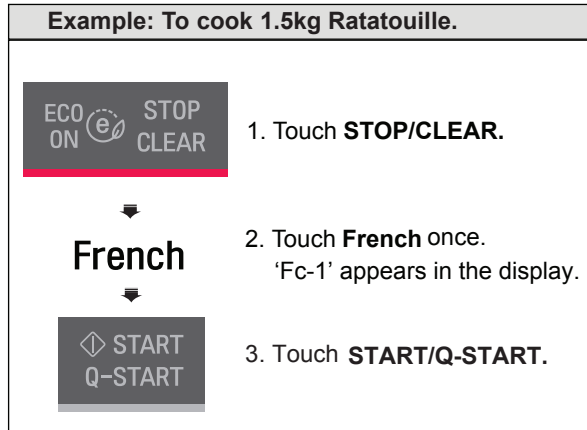 Example: To cook 1.5kg Ratatouille.
ECO ON e STOP CLEAR
1. Touch STOP/CLEAR.
French
2. Touch French once.
‘Fc-1’ appears in the display.
START
Q-START
3. Touch START/Q-START.